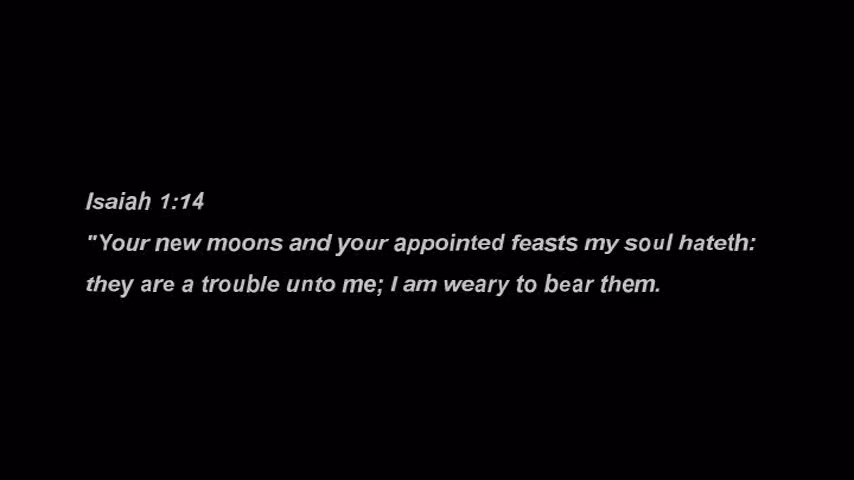 Isaiah 1:14
"Your new moons and your appointed feasts my soul hateth:
they are a trouble unto me; I am weary to bear them.